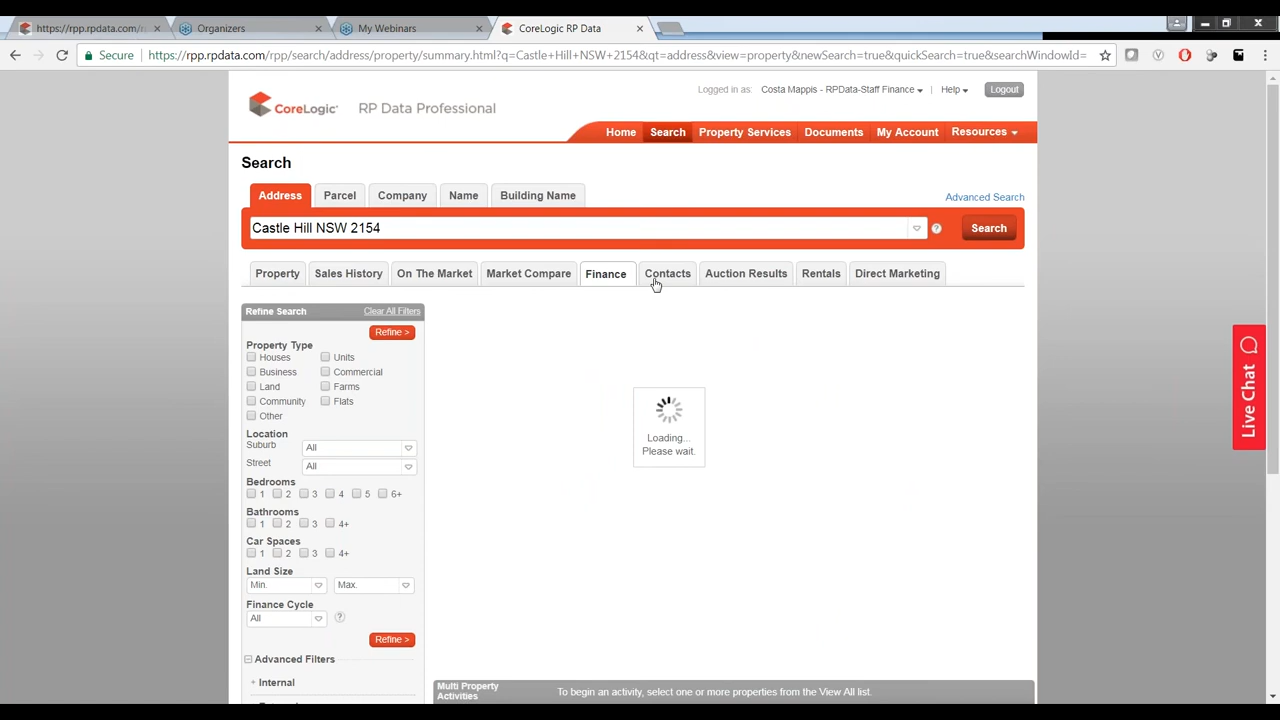 https://rpp.rpdata.com/r
Organizers
My Webinars
CoreLogic RP Data
Secure
https://rpp.rpdata.com/rpp/search/address/property/summary.html?q=Castle+Hill+NSW+2154&qt=address&view=property&newSearch=true&quickSearch=true&searchWindowId=
Logged in as: Costa Mappis - RPData-Staff Finance | Help Logout
CoreLogic RP Data Professional
Home Search Property Services Documents My Account Resources
Search
Address Parcel Company Name Building Name Advanced Search
Castle Hill NSW 2154 ? Search
Property Sales History On The Market Market Compare Finance Contacts Auction Results Rentals Direct Marketing
Refine Search Clear All Filters
Refine >
Property Type
Houses Units
Business Commercial
Land Farms
Community Flats
Other
Location
Suburb All
Street All
Bedrooms
1 2 3 4 5 6+
Bathrooms
1 2 3 4+
Car Spaces
1 2 3 4+
Land Size
Min. Max.
Finance Cycle
All ?
Refine >
Advanced Filters
+ Internal
Loading...
Please wait.
Multi Property
Activities
To begin an activity, select one or more properties from the View All list.
Live Chat